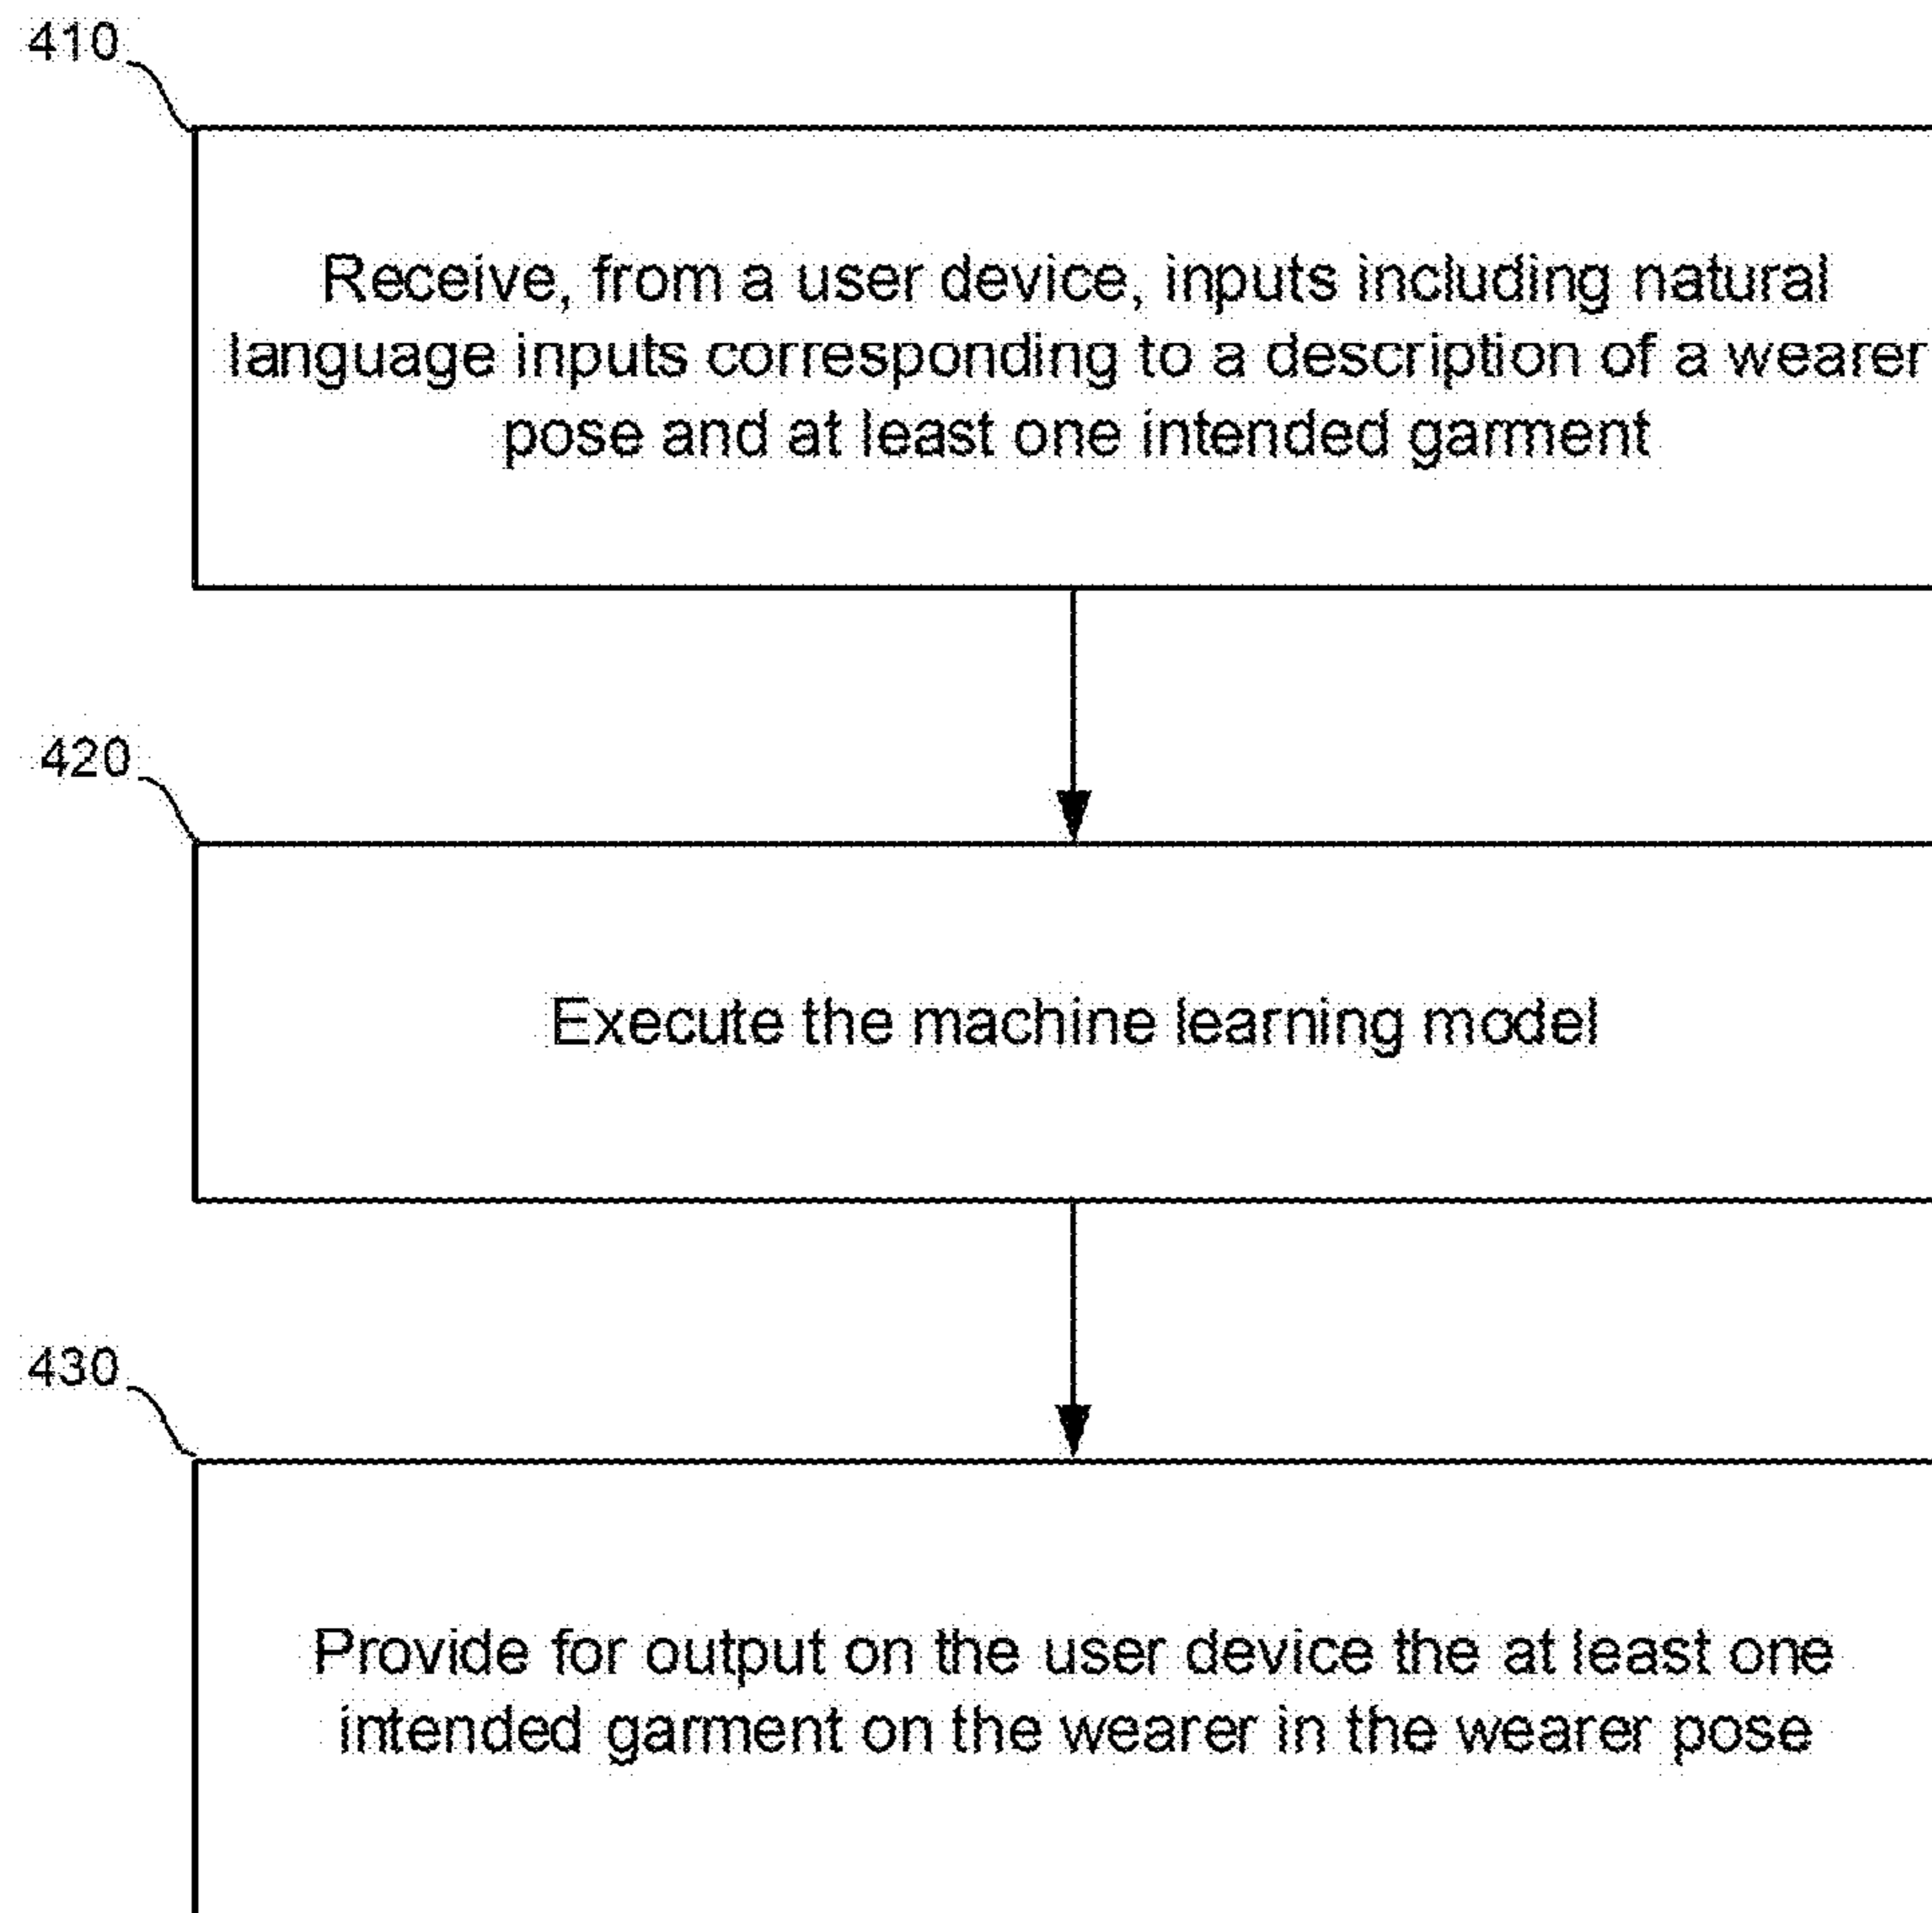 410
Receive, from a user device, inputs including natural
language inputs corresponding to a description of a wearer
pose and at least one intended garment
420
Execute the machine learning model
430
Provide for output on the user device the at least one
intended garment on the wearer in the wearer pose